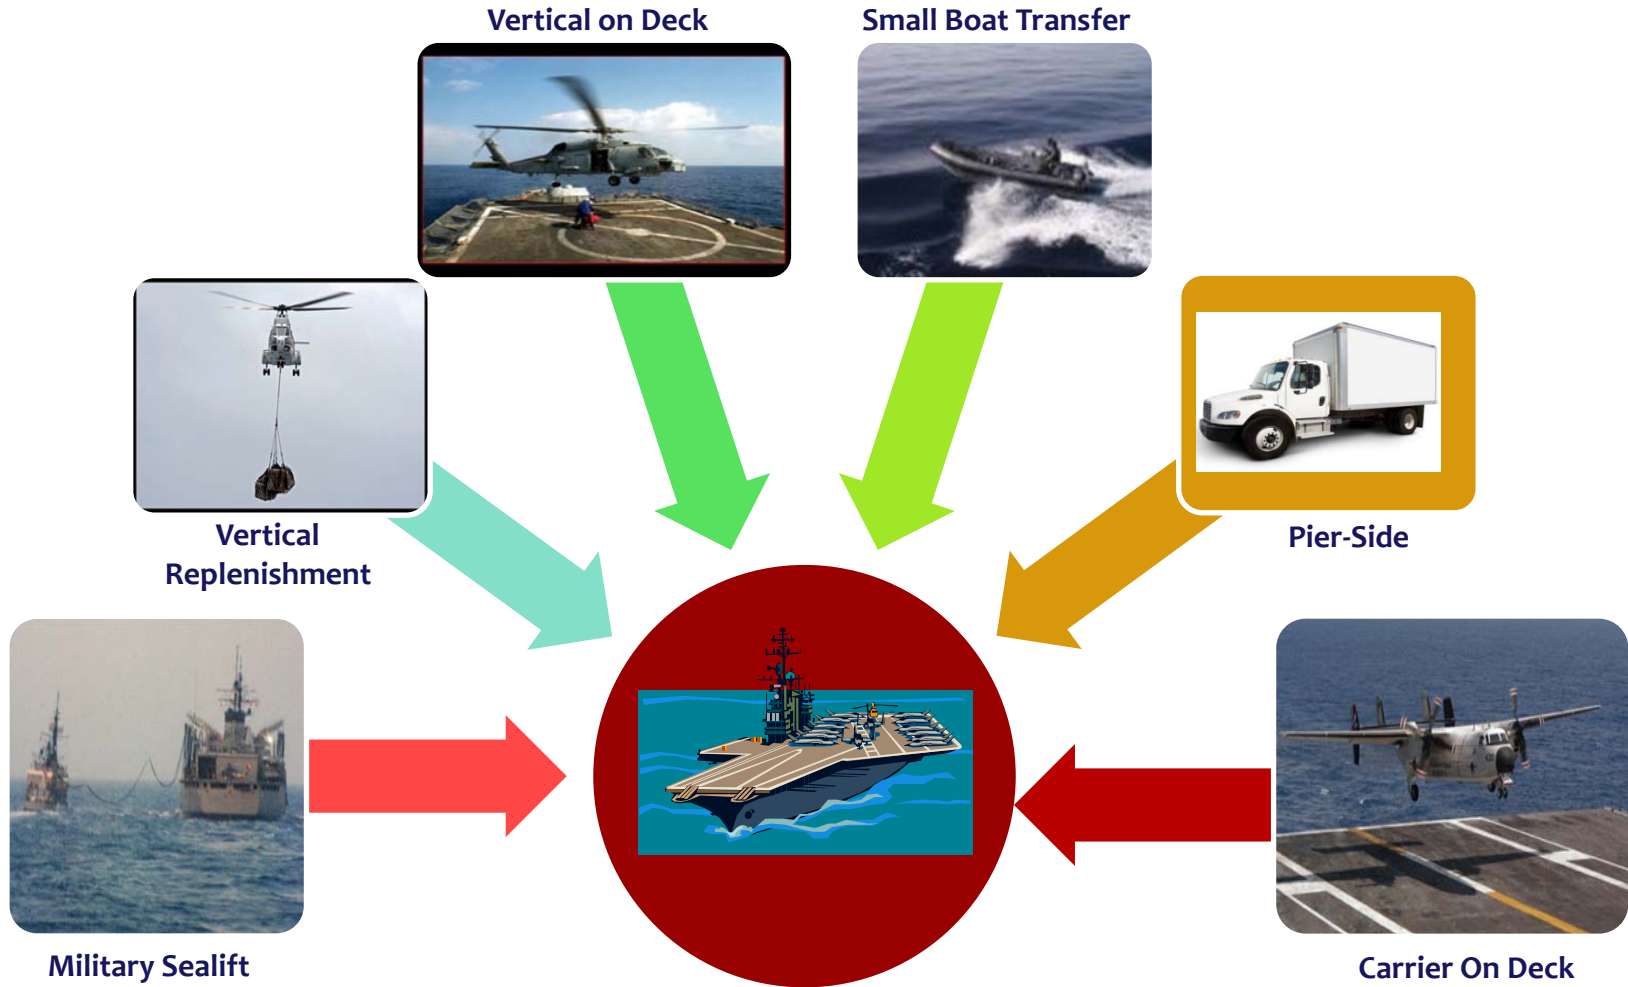 Vertical on Deck
Small Boat Transfer
Vertical
Replenishment
Pier-Side
Military Sealift
Carrier On Deck